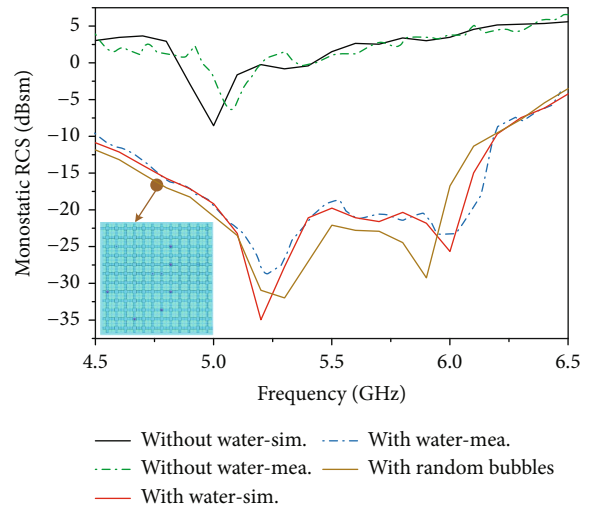 Monostatic RCS (dBsm)
5
0
−5
−10
−15
−20
−25
−30
−35
4.5 5.0 5.5 6.0 6.5
Frequency (GHz)
Without water-sim. With water-mea.
Without water-mea. With random bubbles
With water-sim.